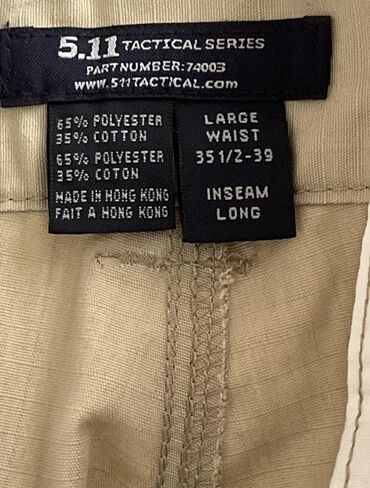 5.11 TACTICAL SERIES
PART NUMBER: 74003
WWW.511TACTICAL.com
65% POLYESTER
35% COTTON
65% POLYESTER
35% COTON
MADE IN HONG KONG
FAIT A HONG KONG
LARGE
WAIST
35 1/2-39
INSEAM
LONG